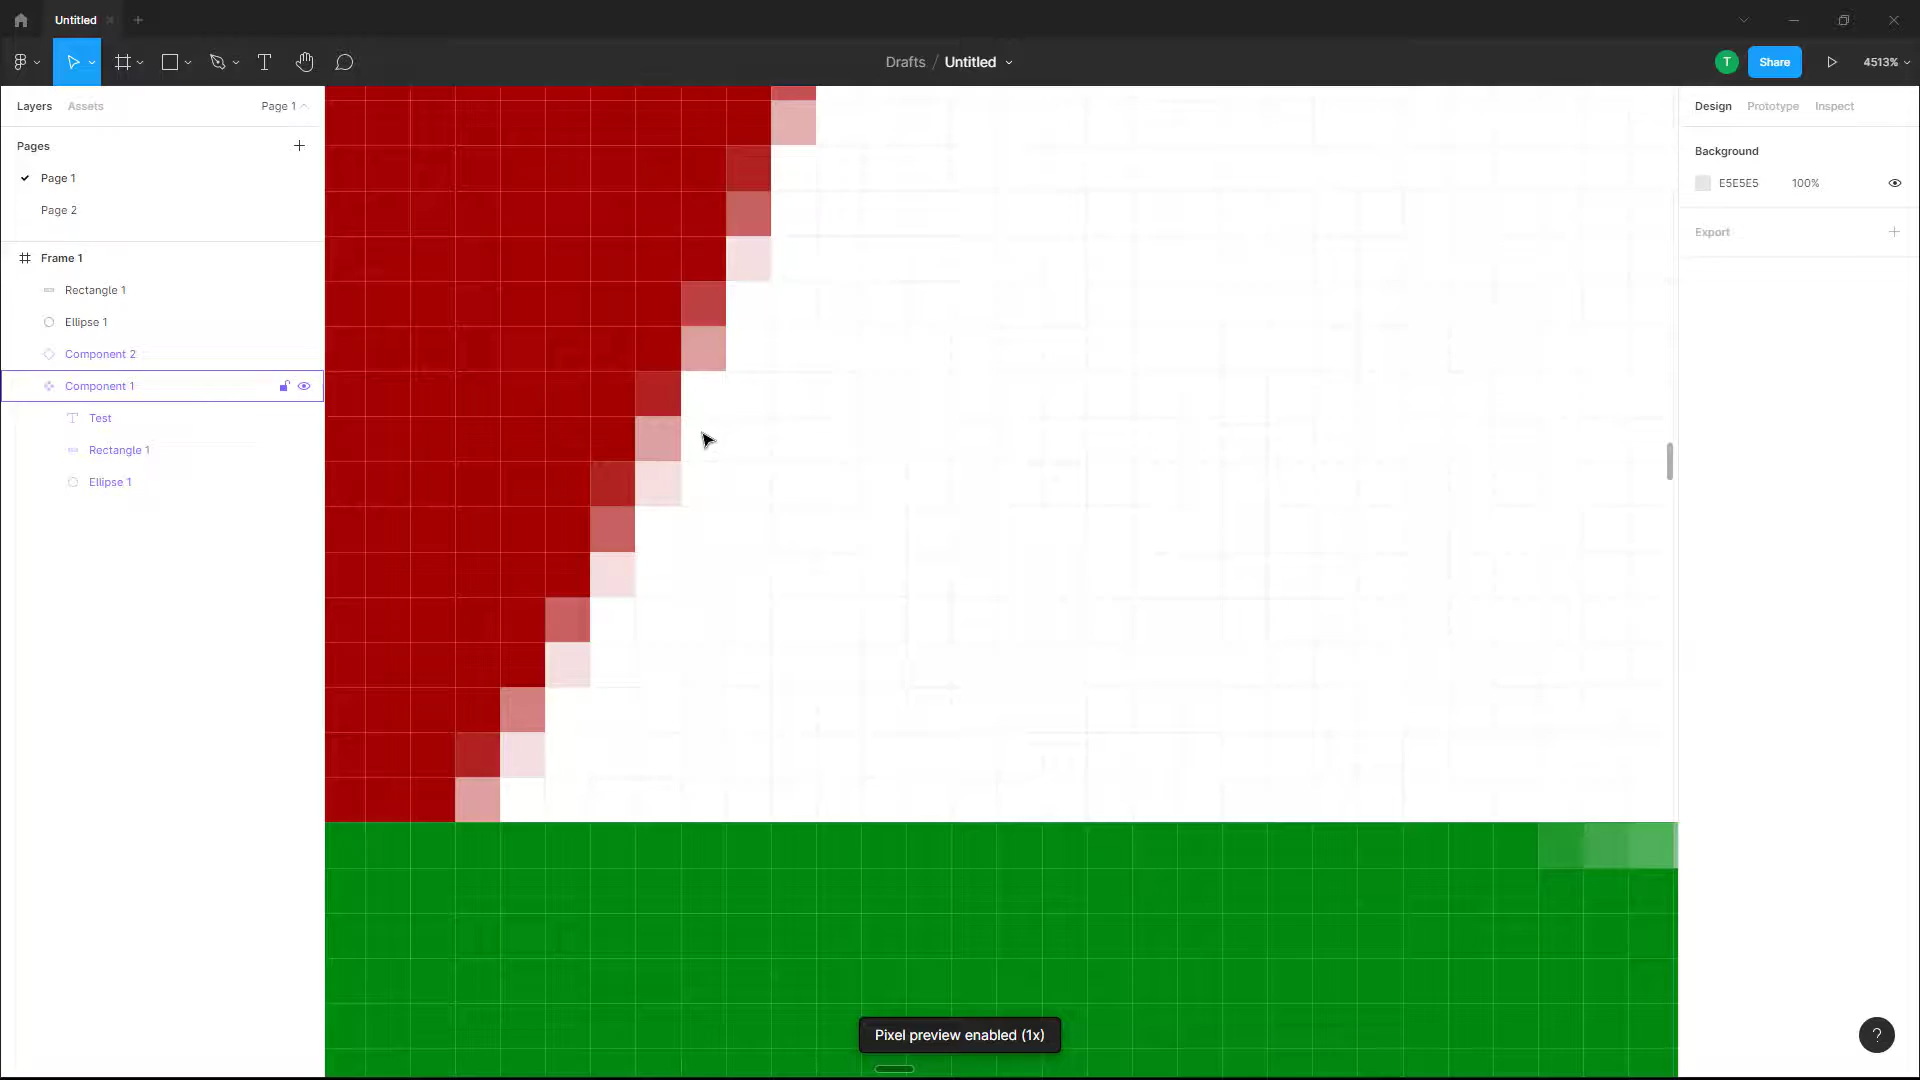 Untitled
Drafts / Untitled
T
Share
4513%
Layers
Assets
Page 1
Design
Prototype
Inspect
Pages
Background
Page 1
E5E5E5
100%
Page 2
Export
Frame 1
Rectangle 1
Ellipse 1
Component 2
Component 1
Test
Rectangle 1
Ellipse 1
Pixel preview enabled (1x)
?